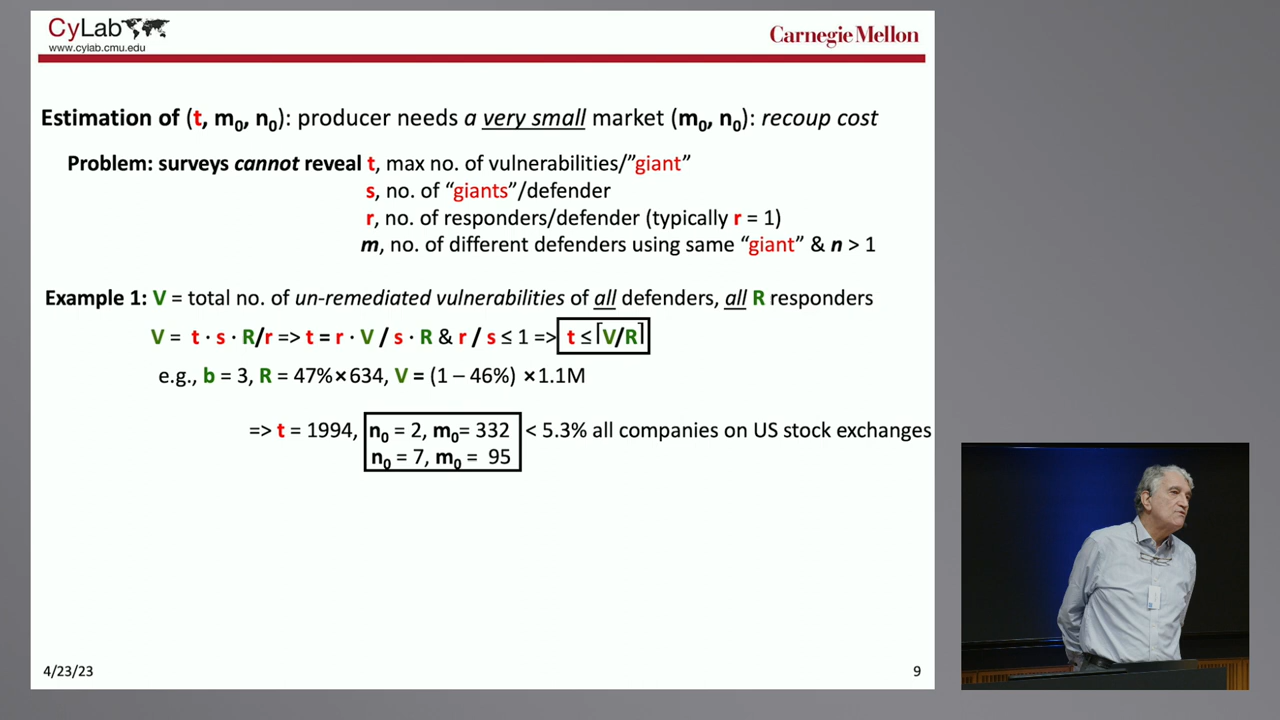 CyLab
www.cylab.cmu.edu
Carnegie Mellon
Estimation of (t, m₀, n₀): producer needs a very small market (m₀, n₀): recoup cost
Problem: surveys cannot reveal t, max no. of vulnerabilities/"giant"
s, no. of "giants"/defender
r, no. of responders/defender (typically r = 1)
m, no. of different defenders using same "giant" & n > 1
Example 1: V = total no. of un-remediated vulnerabilities of all defenders, all R responders
V = t · s · R/r => t = r · V / s · R & r / s ≤ 1 => t ≤ ⌈V/R⌉
e.g., b = 3, R = 47%×634, V = (1 – 46%) ×1.1M
=> t = 1994, n₀ = 2, m₀= 332 < 5.3% all companies on US stock exchanges
n₀ = 7, m₀ = 95
4/23/23
9